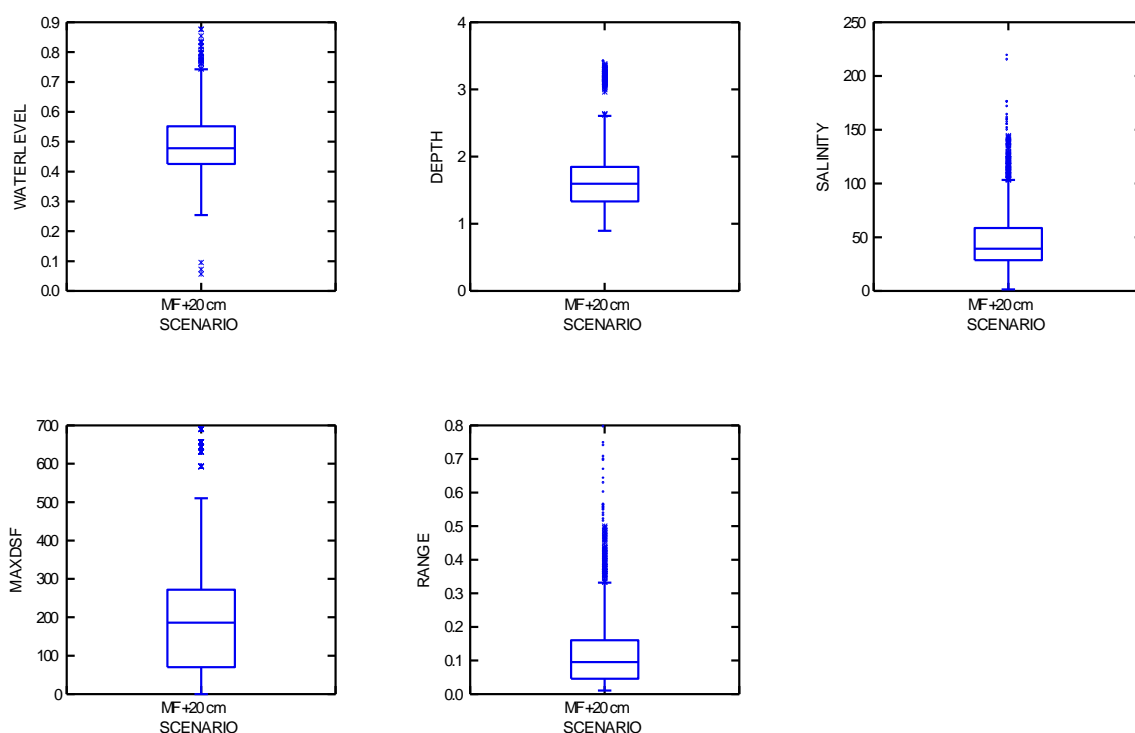 WATERLEVEL
0.9
0.8
0.7
0.6
0.5
0.4
0.3
0.2
0.1
0.0
MF+20 cm
SCENARIO
DEPTH
4
3
2
1
0
MF+20 cm
SCENARIO
SALINITY
250
200
150
100
50
0
MF+20 cm
SCENARIO
MAXDSF
700
600
500
400
300
200
100
0
MF+20 cm
SCENARIO
RANGE
0.8
0.7
0.6
0.5
0.4
0.3
0.2
0.1
0.0
MF+20 cm
SCENARIO